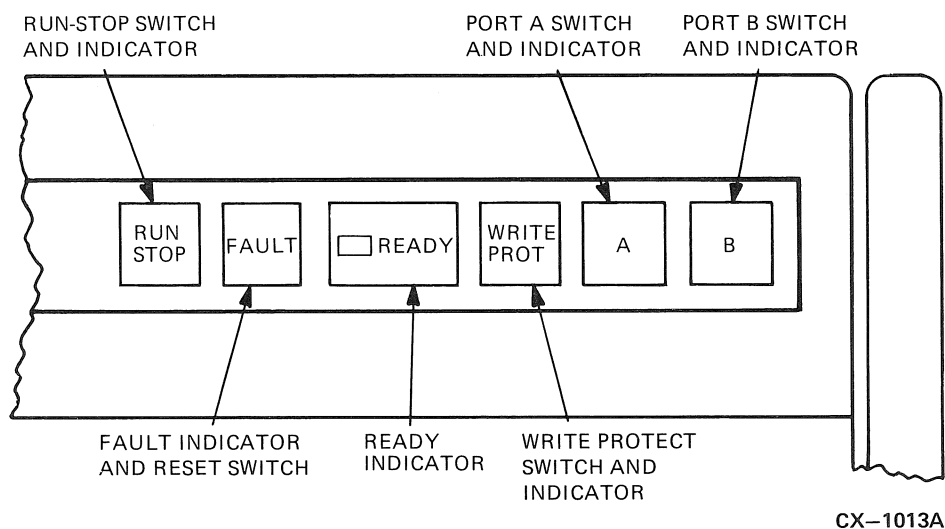 RUN-STOP SWITCH
AND INDICATOR
PORT A SWITCH
AND INDICATOR
PORT B SWITCH
AND INDICATOR
RUN
STOP
FAULT
READY
WRITE
PROT
A
B
FAULT INDICATOR
AND RESET SWITCH
READY
INDICATOR
WRITE PROTECT
SWITCH AND
INDICATOR
CX–1013A